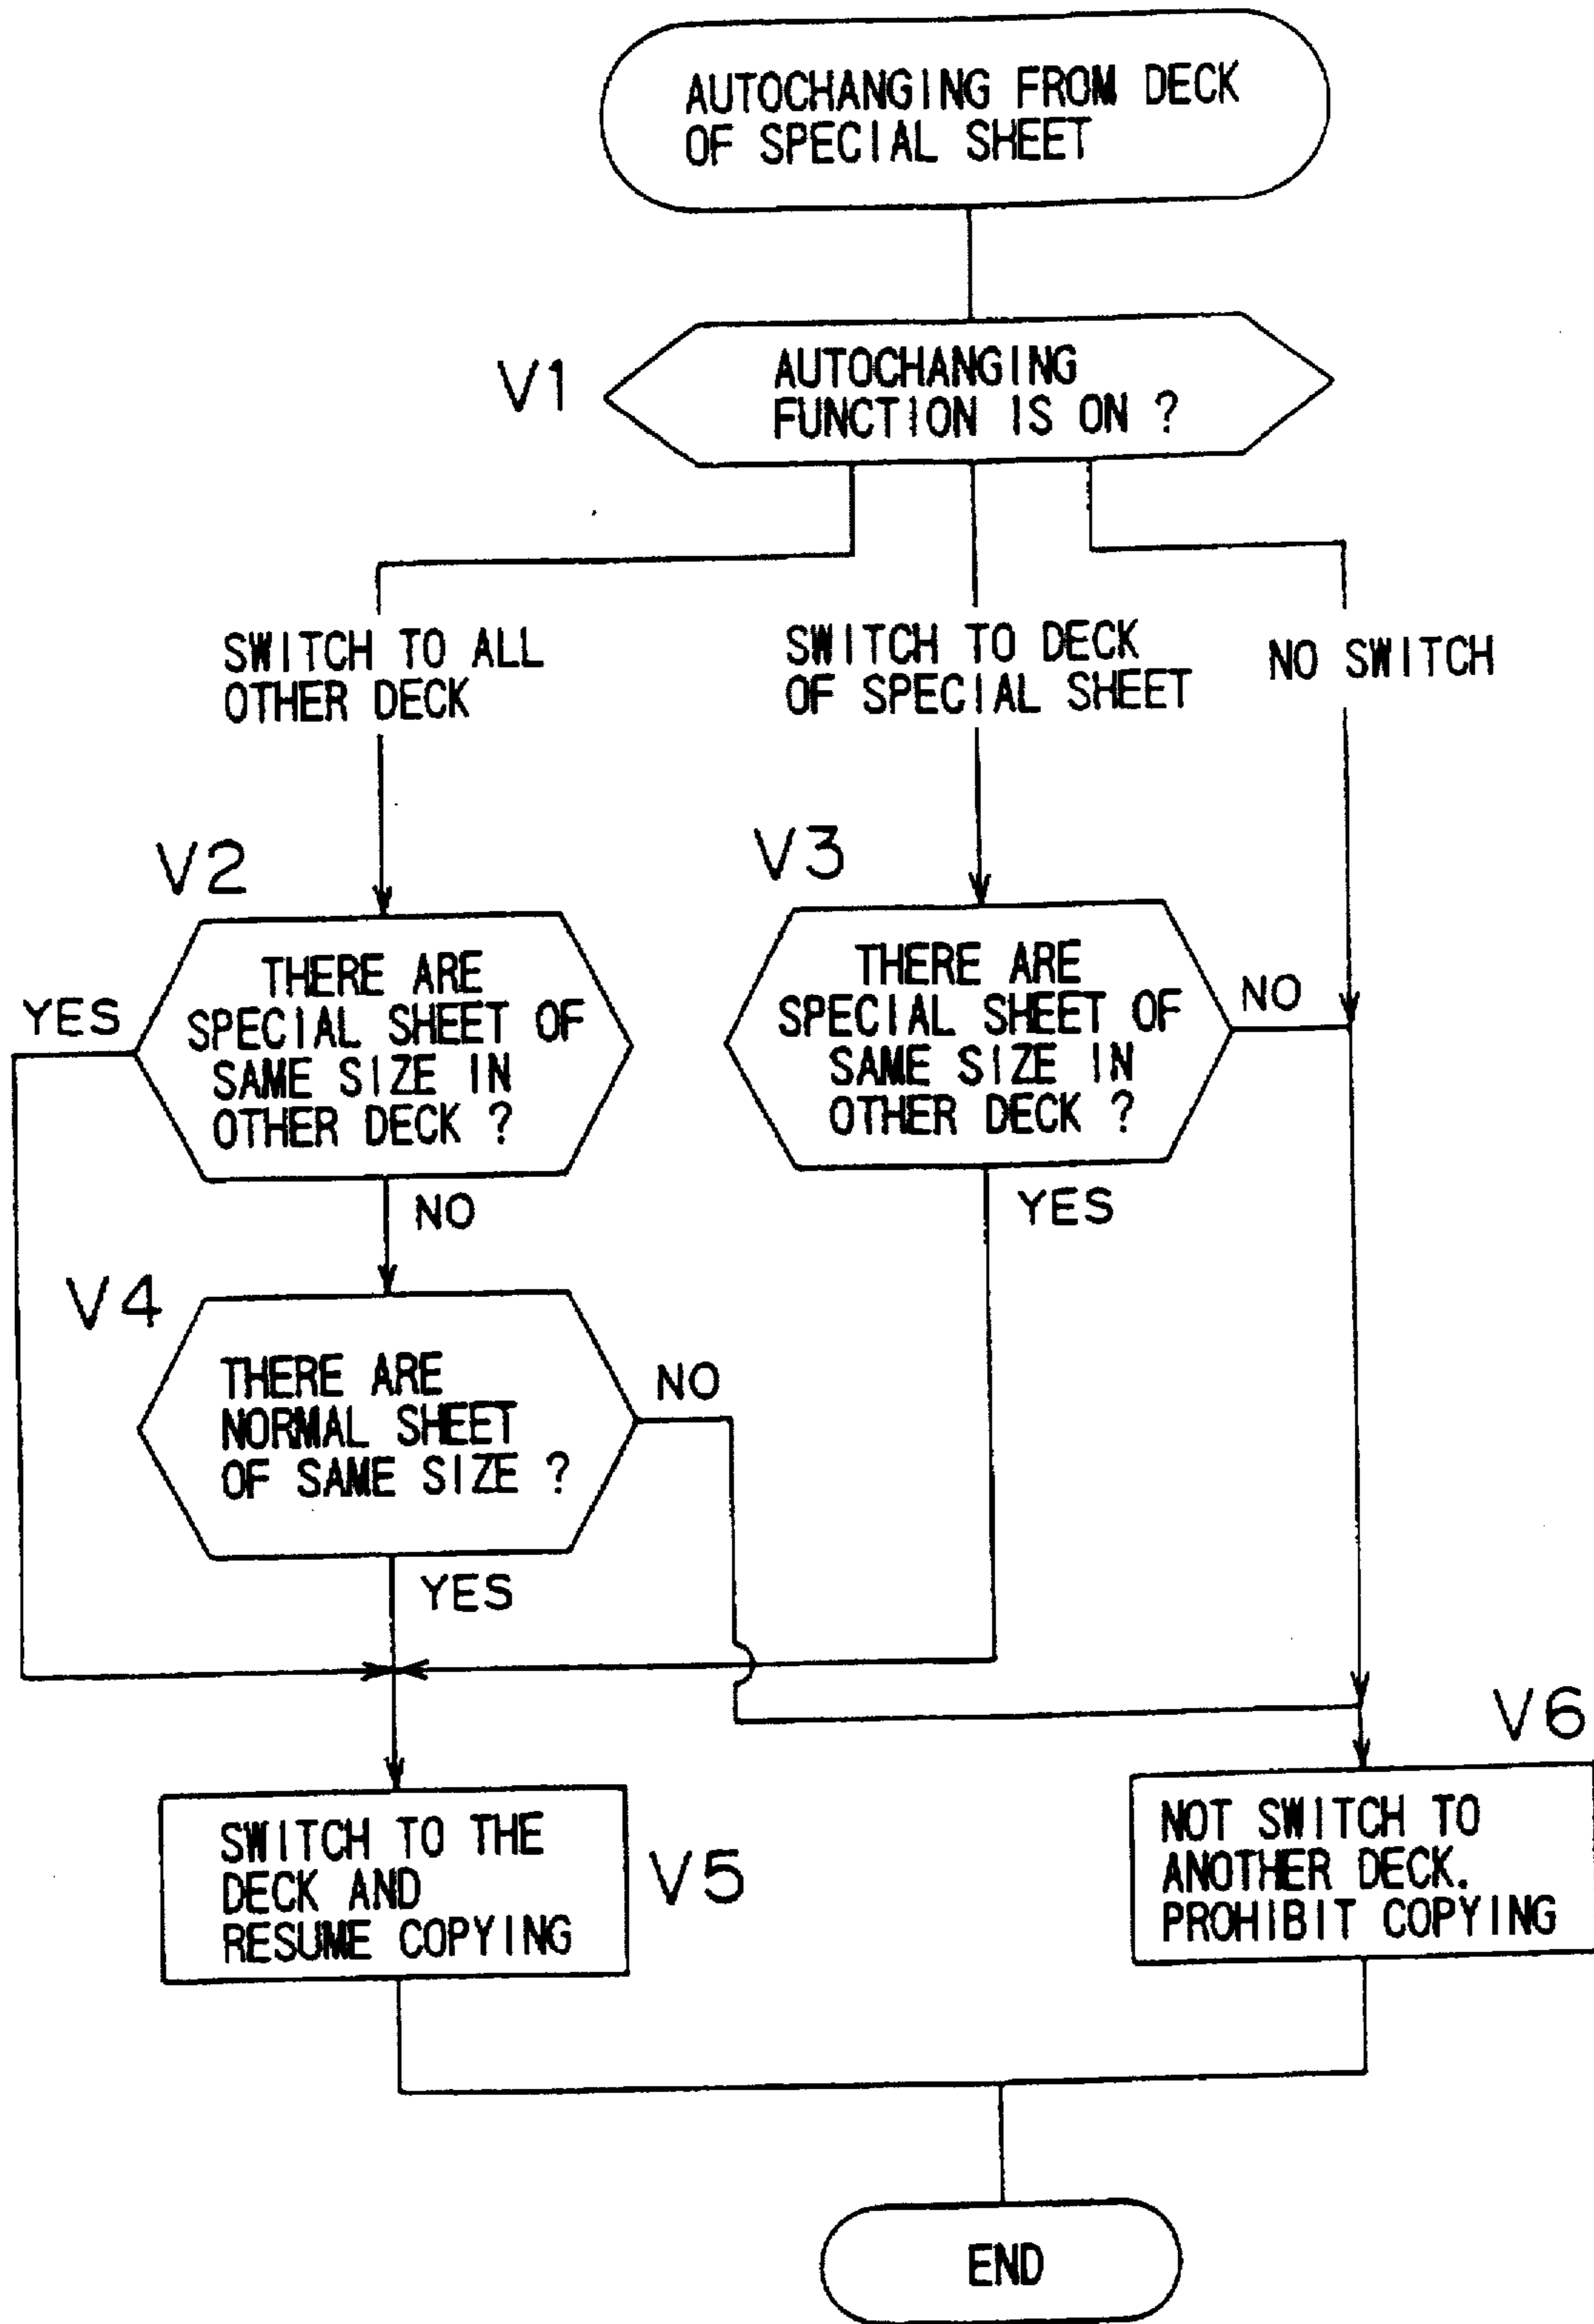 AUTOCHANGING FROM DECK
OF SPECIAL SHEET
V1
AUTOCHANGING
FUNCTION IS ON ?
SWITCH TO ALL
OTHER DECK
SWITCH TO DECK
OF SPECIAL SHEET
NO SWITCH
V2
THERE ARE
SPECIAL SHEET OF
SAME SIZE IN
OTHER DECK ?
YES
NO
V3
THERE ARE
SPECIAL SHEET OF
SAME SIZE IN
OTHER DECK ?
NO
YES
V4
THERE ARE
NORMAL SHEET
OF SAME SIZE ?
NO
YES
SWITCH TO THE
DECK AND
RESUME COPYING
V5
V6
NOT SWITCH TO
ANOTHER DECK.
PROHIBIT COPYING
END